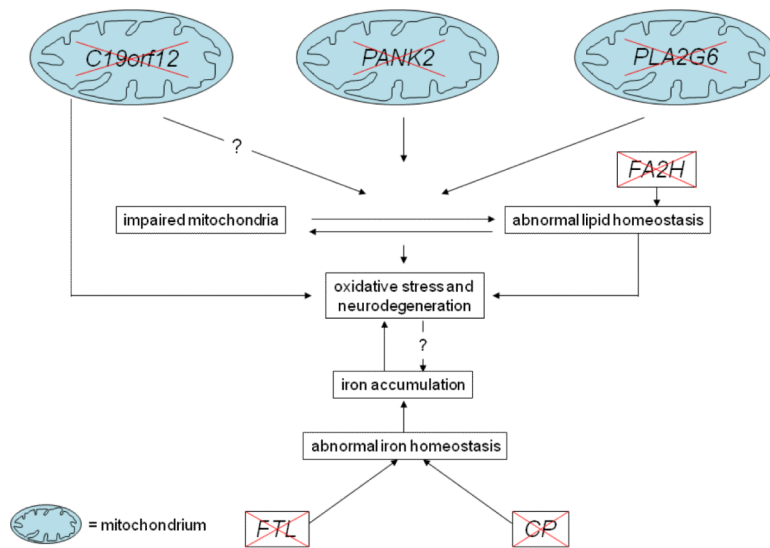 C19orf12
PANK2
PLA2G6
?
FA2H
impaired mitochondria
abnormal lipid homeostasis
oxidative stress and
neurodegeneration
?
iron accumulation
abnormal iron homeostasis
= mitochondrium
FTL
CP